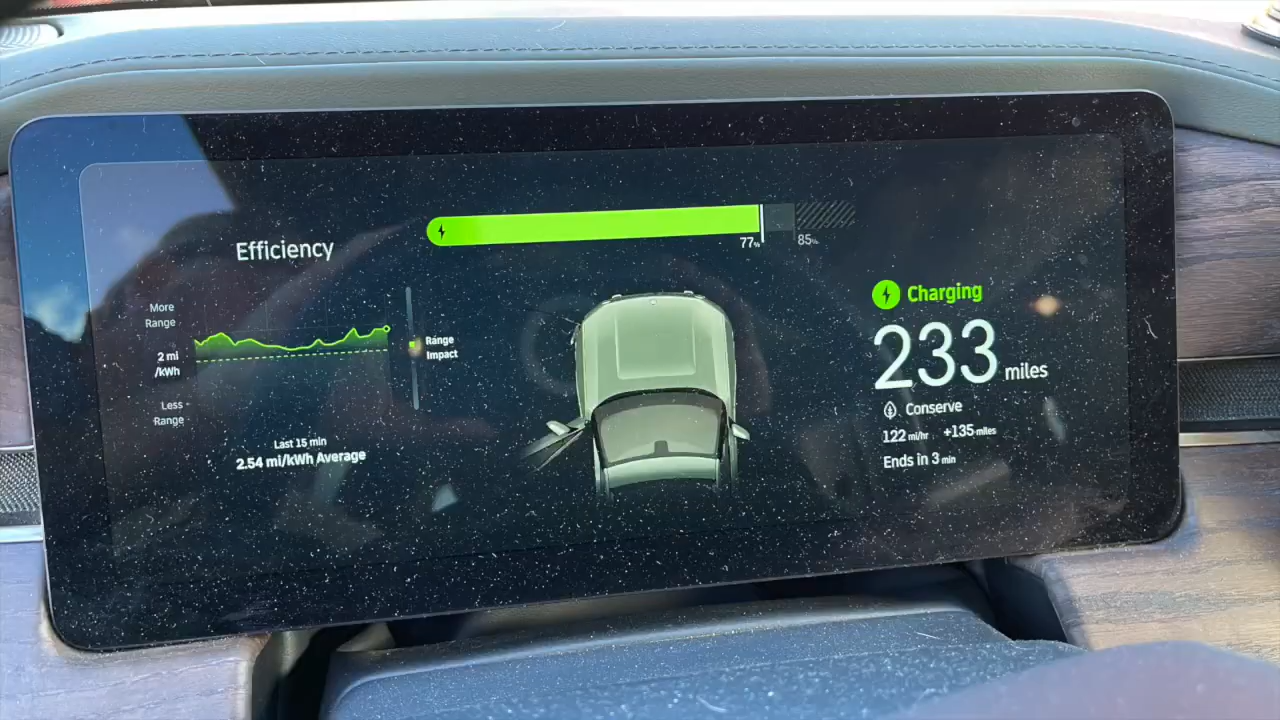 Efficiency
More
Range
2 mi
/kWh
Less
Range
Range
Impact
Last 15 min
2.54 mi/kWh Average
77%
85%
Charging
233 miles
Conserve
122 mi/hr +135 miles
Ends in 3 min